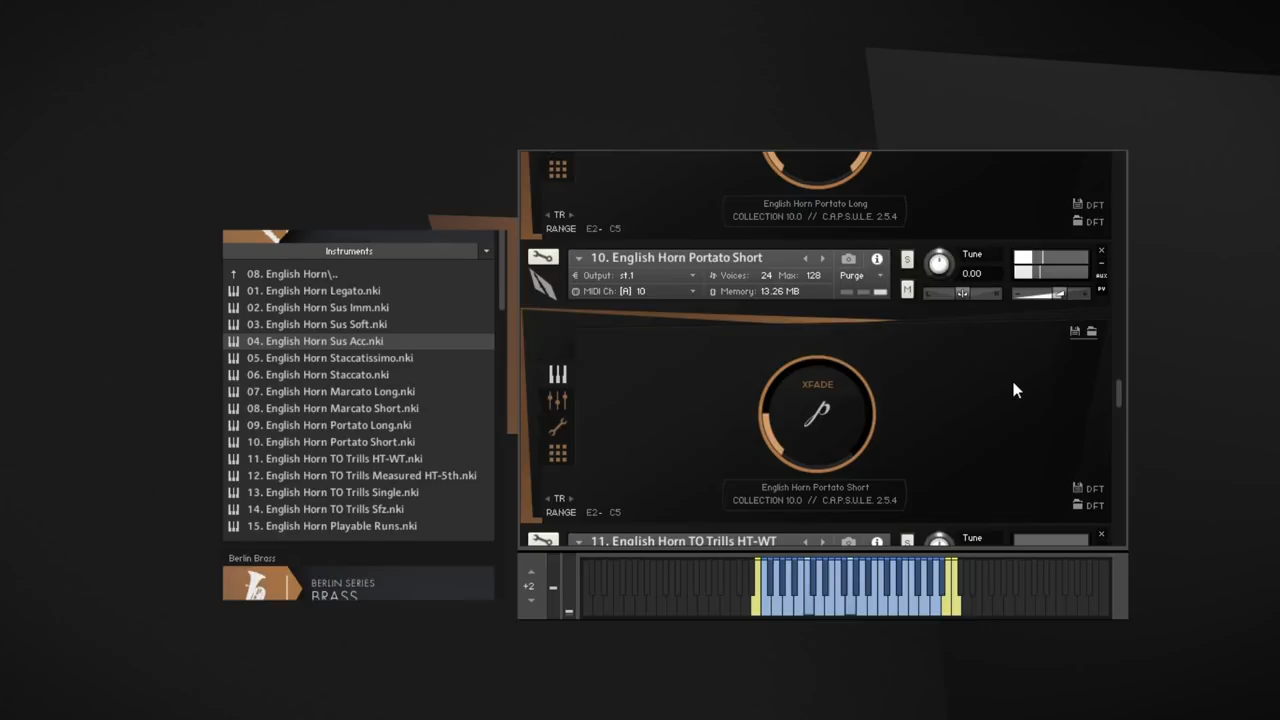 Instruments
08. English Horn\..
01. English Horn Legato.nki
02. English Horn Sus Imm.nki
03. English Horn Sus Soft.nki
04. English Horn Sus Acc.nki
05. English Horn Staccatissimo.nki
06. English Horn Staccato.nki
07. English Horn Marcato Long.nki
08. English Horn Marcato Short.nki
09. English Horn Portato Long.nki
10. English Horn Portato Short.nki
11. English Horn TO Trills HT-WT.nki
12. English Horn TO Trills Measured HT-5th.nki
13. English Horn TO Trills Single.nki
14. English Horn TO Trills Sfz.nki
15. English Horn Playable Runs.nki
Berlin Brass
BERLIN SERIES
BRASS
English Horn Portato Long
COLLECTION 10.0 // C.A.P.S.U.L.E. 2.5.4
TR
RANGE E2- C5
DFT
DFT
10. English Horn Portato Short
Output: st.1
Voices: 24 Max: 128
Purge
MIDI Ch: [A] 10
Memory: 13.26 MB
S
M
Tune
0.00
AUX
PV
XFADE
p
English Horn Portato Short
COLLECTION 10.0 // C.A.P.S.U.L.E. 2.5.4
TR
RANGE E2- C5
DFT
DFT
11. English Horn TO Trills HT-WT
S
Tune
+2